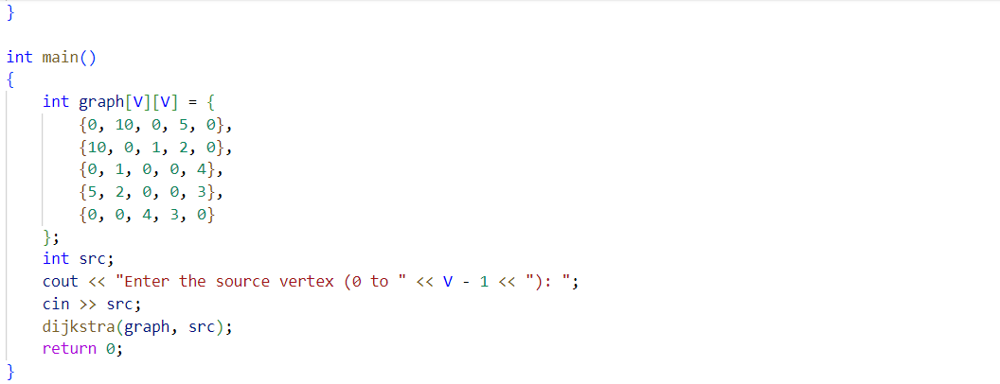 }
int main()
{
int graph[V][V] = {
{0, 10, 0, 5, 0},
{10, 0, 1, 2, 0},
{0, 1, 0, 0, 4},
{5, 2, 0, 0, 3},
{0, 0, 4, 3, 0}
};
int src;
cout << "Enter the source vertex (0 to " << V - 1 << "): ";
cin >> src;
dijkstra(graph, src);
return 0;
}